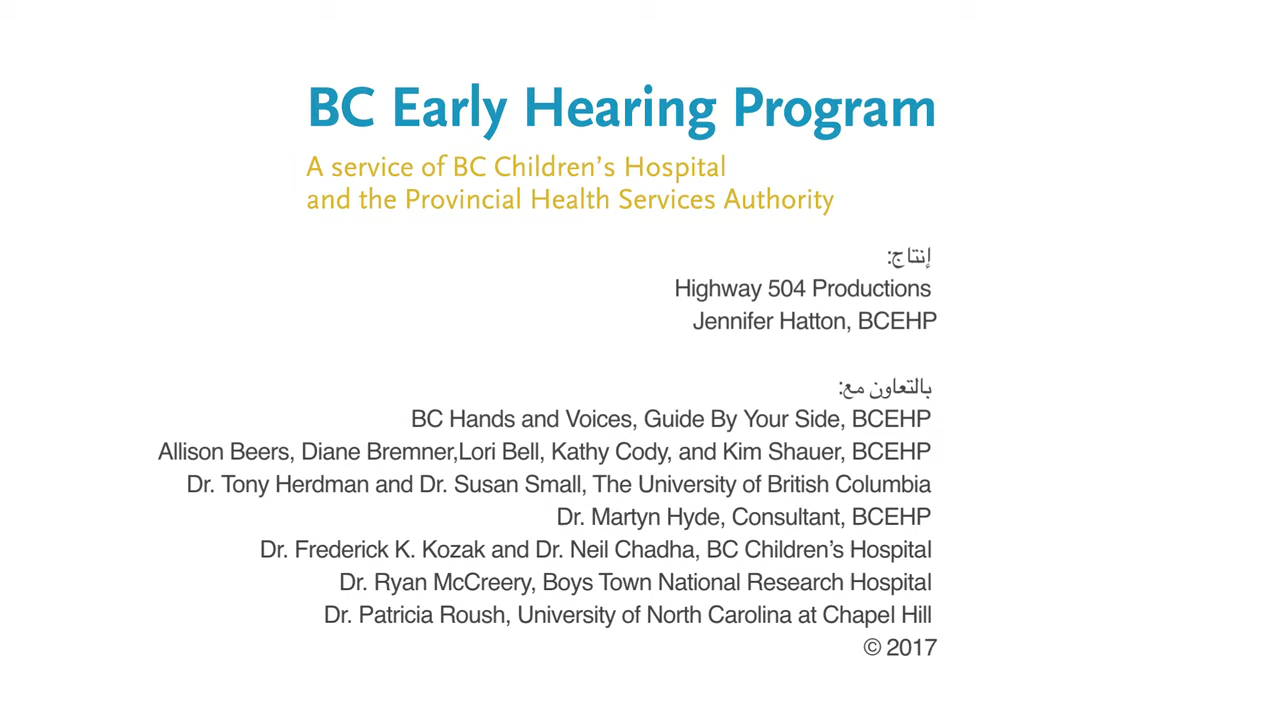 BC Early Hearing Program
A service of BC Children's Hospital
and the Provincial Health Services Authority
إنتاج:
Highway 504 Productions
Jennifer Hatton, BCEHP
بالتعاون مع:
BC Hands and Voices, Guide By Your Side, BCEHP
Allison Beers, Diane Bremner,Lori Bell, Kathy Cody, and Kim Shauer, BCEHP
Dr. Tony Herdman and Dr. Susan Small, The University of British Columbia
Dr. Martyn Hyde, Consultant, BCEHP
Dr. Frederick K. Kozak and Dr. Neil Chadha, BC Children's Hospital
Dr. Ryan McCreery, Boys Town National Research Hospital
Dr. Patricia Roush, University of North Carolina at Chapel Hill
© 2017